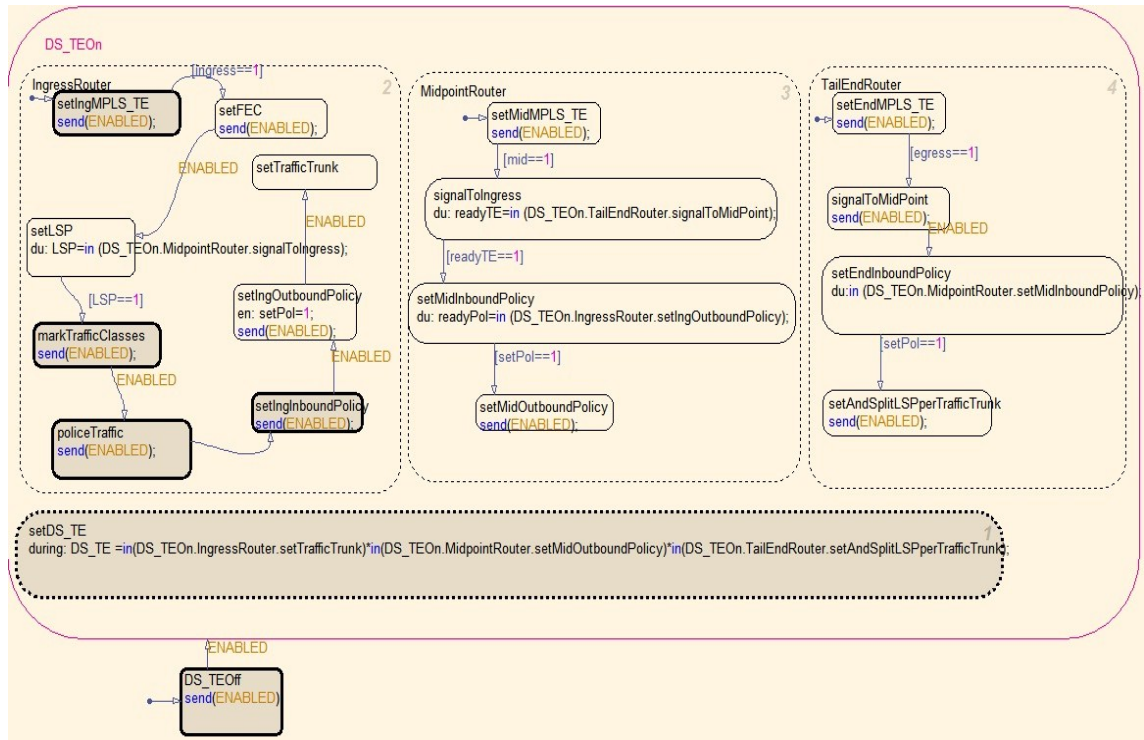 DS_TEOn
IngressRouter
2
setIngMPLS_TE
send(ENABLED);
[ingress==1]
setFEC
send(ENABLED);
ENABLED
setTrafficTrunk
ENABLED
setLSP
du: LSP=in (DS_TEOn.MidpointRouter.signalToIngress);
[LSP==1]
setIngOutboundPolicy
en: setPol=1;
send(ENABLED);
markTrafficClasses
send(ENABLED);
ENABLED
ENABLED
setIngInboundPolicy
send(ENABLED);
policeTraffic
send(ENABLED);
MidpointRouter
3
setMidMPLS_TE
send(ENABLED);
[mid==1]
signalToIngress
du: readyTE=in (DS_TEOn.TailEndRouter.signalToMidPoint);
[readyTE==1]
setMidInboundPolicy
du: readyPol=in (DS_TEOn.IngressRouter.setIngOutboundPolicy);
[setPol==1]
setMidOutboundPolicy
send(ENABLED);
TailEndRouter
4
setEndMPLS_TE
send(ENABLED);
[egress==1]
signalToMidPoint
send(ENABLED);
ENABLED
setEndInboundPolicy
du:in (DS_TEOn.MidpointRouter.setMidInboundPolicy);
[setPol==1]
setAndSplitLSPperTrafficTrunk
send(ENABLED);
setDS_TE
1
during: DS_TE =in(DS_TEOn.IngressRouter.setTrafficTrunk)*in(DS_TEOn.MidpointRouter.setMidOutboundPolicy)*in(DS_TEOn.TailEndRouter.setAndSplitLSPperTrafficTrunk);
ENABLED
DS_TEOff
send(ENABLED)